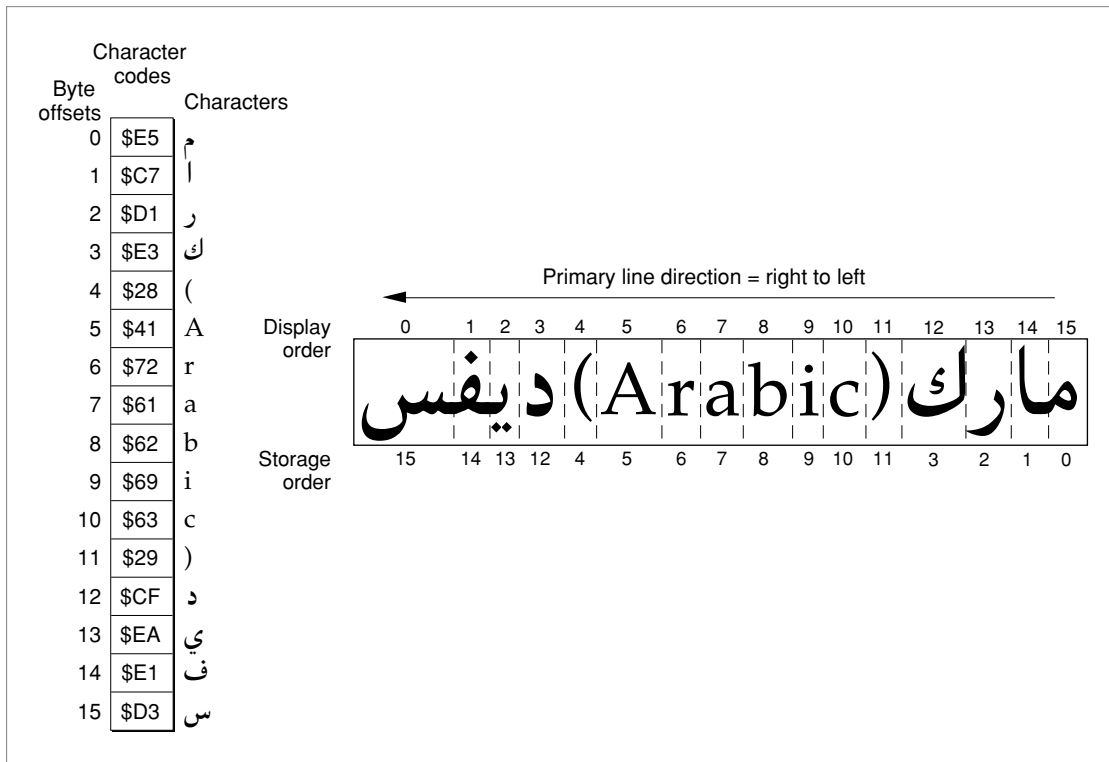 Character
codes
Byte
offsets
Characters
0 $E5 م
1 $C7 ا
2 $D1 ر
3 $E3 ك
4 $28 (
5 $41 A
6 $72 r
7 $61 a
8 $62 b
9 $69 i
10 $63 c
11 $29 )
12 $CF د
13 $EA ي
14 $E1 ف
15 $D3 س
Primary line direction = right to left
Display
order
0 1 2 3 4 5 6 7 8 9 10 11 12 13 14 15
مارك(Arabic)ديفس
Storage
order
15 14 13 12 4 5 6 7 8 9 10 11 3 2 1 0